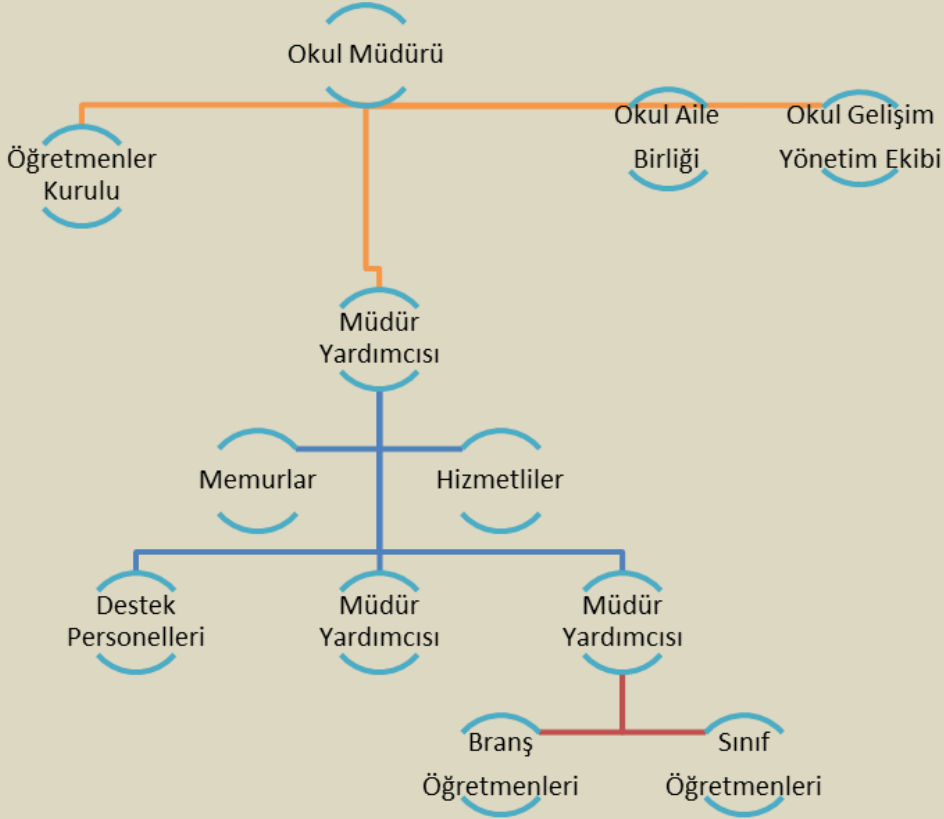 Okul Müdürü
Öğretmenler
Kurulu
Okul Aile
Birliği
Okul Gelişim
Yönetim Ekibi
Müdür
Yardımcısı
Memurlar
Hizmetliler
Destek
Personelleri
Müdür
Yardımcısı
Müdür
Yardımcısı
Branş
Öğretmenleri
Sınıf
Öğretmenleri